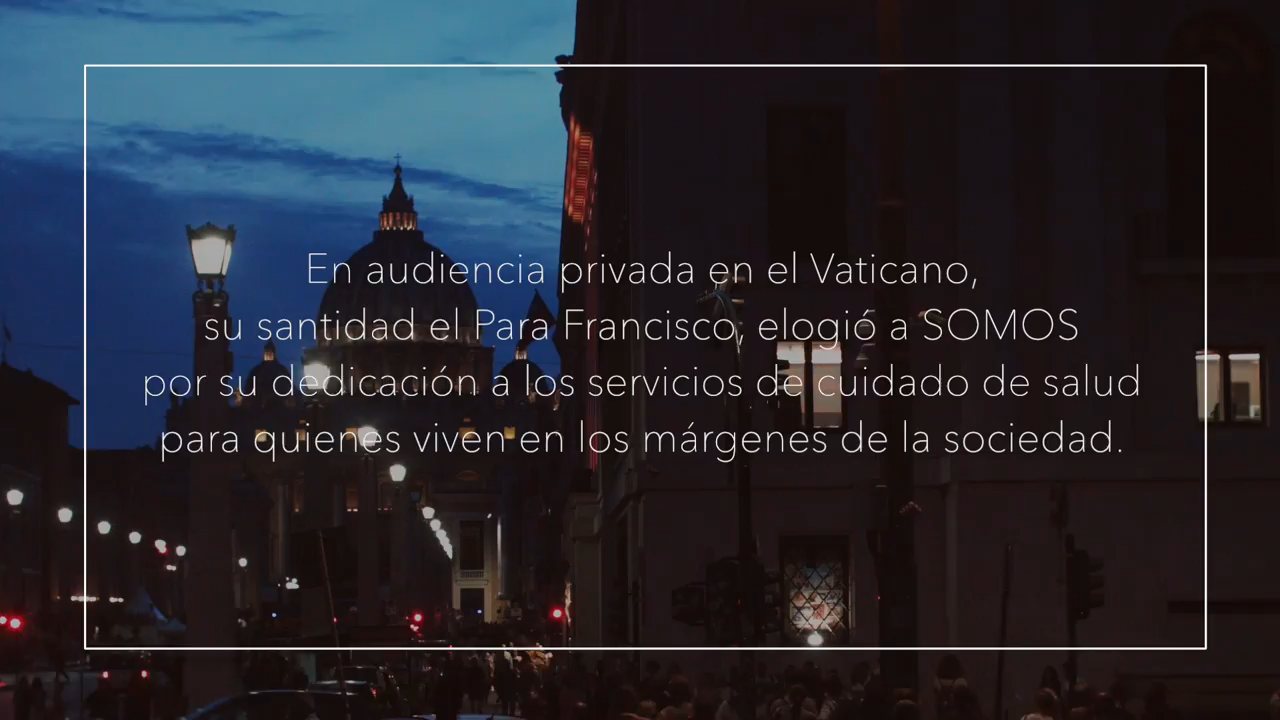 En audiencia privada en el Vaticano,
su santidad el Para Francisco, elogió a SOMOS
por su dedicación a los servicios de cuidado de salud
para quienes viven en los márgenes de la sociedad.